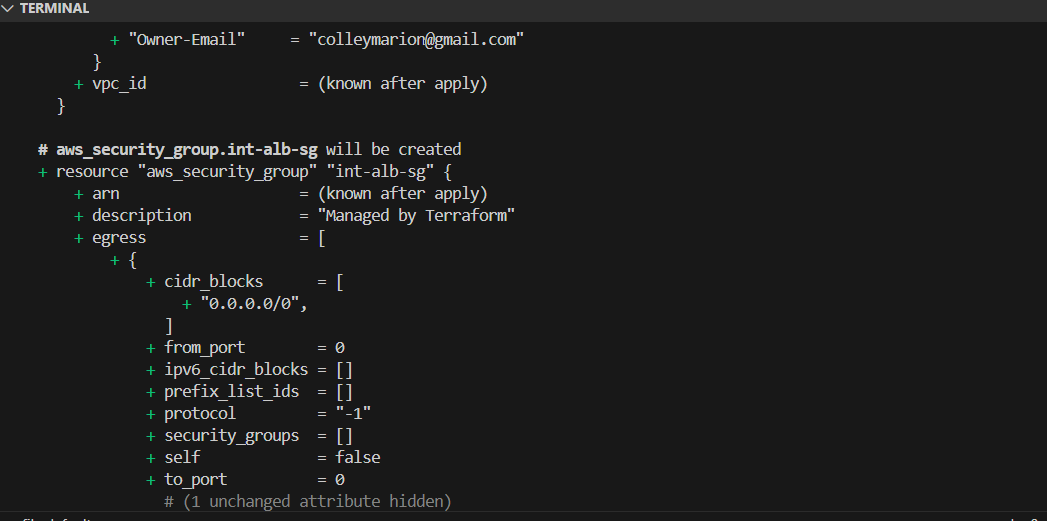 TERMINAL
+ "Owner-Email"     = "colleymarion@gmail.com"
}
+ vpc_id                 = (known after apply)
}
# aws_security_group.int-alb-sg will be created
+ resource "aws_security_group" "int-alb-sg" {
+ arn                    = (known after apply)
+ description            = "Managed by Terraform"
+ egress                 = [
+ {
+ cidr_blocks      = [
+ "0.0.0.0/0",
]
+ from_port        = 0
+ ipv6_cidr_blocks = []
+ prefix_list_ids  = []
+ protocol         = "-1"
+ security_groups  = []
+ self             = false
+ to_port          = 0
# (1 unchanged attribute hidden)